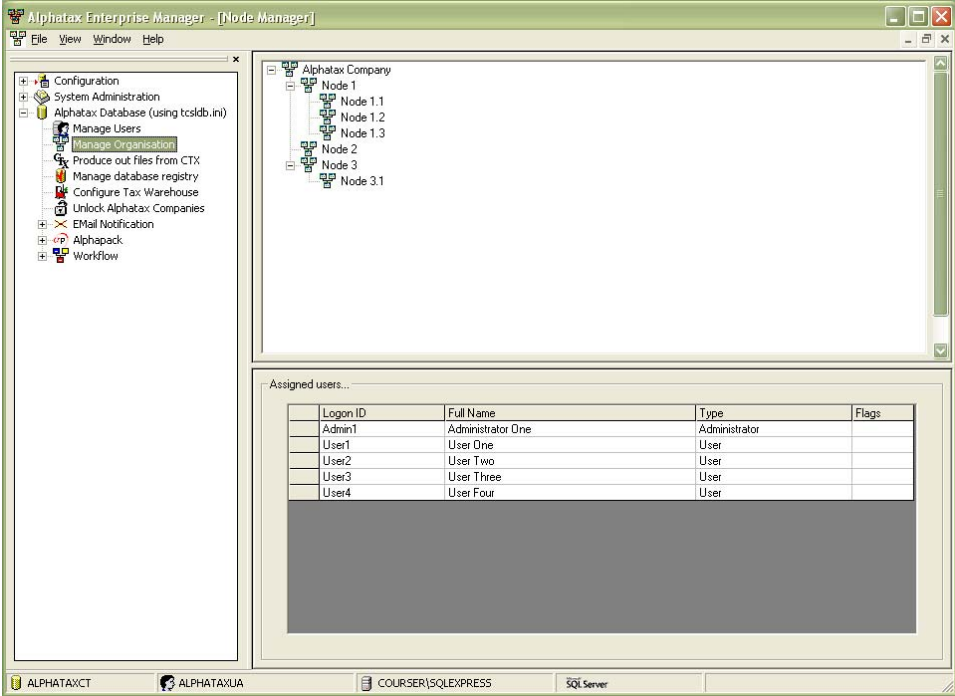 Alphatax Enterprise Manager - [Node Manager]
File View Window Help
Configuration
System Administration
Alphatax Database (using tcsldb.ini)
Manage Users
Manage Organisation
Produce out files from CTX
Manage database registry
Configure Tax Warehouse
Unlock Alphatax Companies
EMail Notification
Alphapack
Workflow
Alphatax Company
Node 1
Node 1.1
Node 1.2
Node 1.3
Node 2
Node 3
Node 3.1
Assigned users...
Logon ID Full Name Type Flags
Admin1 Administrator One Administrator
User1 User One User
User2 User Two User
User3 User Three User
User4 User Four User
ALPHATAXCT ALPHATAXUA COURSER\SQLEXPRESS SQL Server